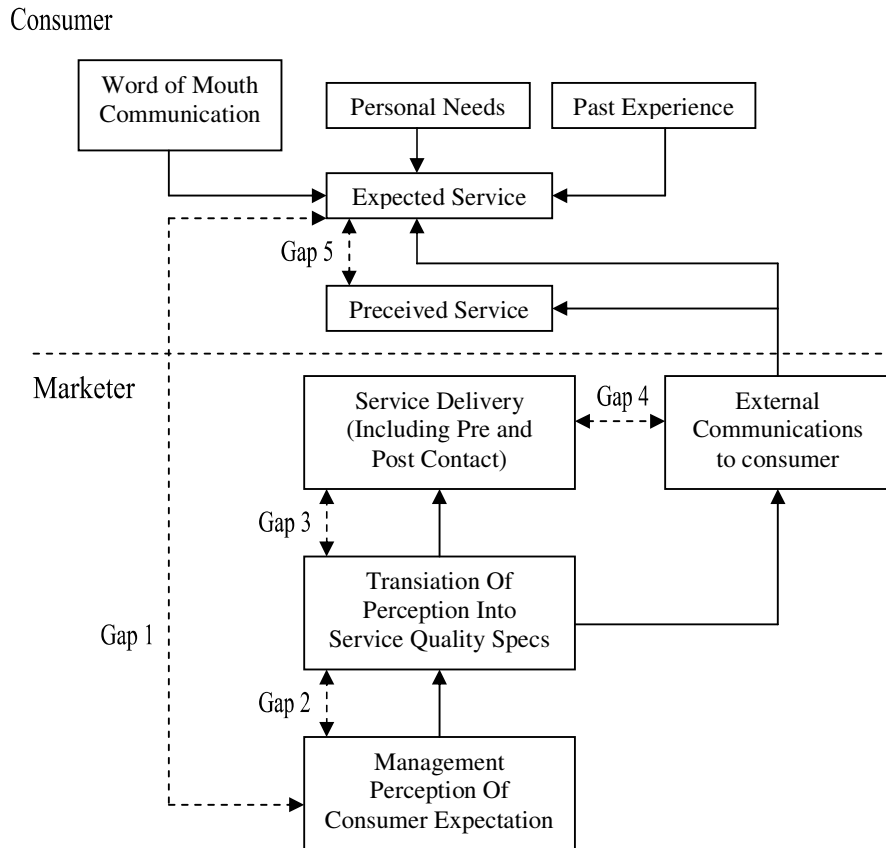 Consumer
Word of Mouth
Communication
Personal Needs
Past Experience
Expected Service
Gap 5
Preceived Service
Marketer
Service Delivery
(Including Pre and
Post Contact)
Gap 4
External
Communications
to consumer
Gap 3
Transiation Of
Perception Into
Service Quality Specs
Gap 1
Gap 2
Management
Perception Of
Consumer Expectation